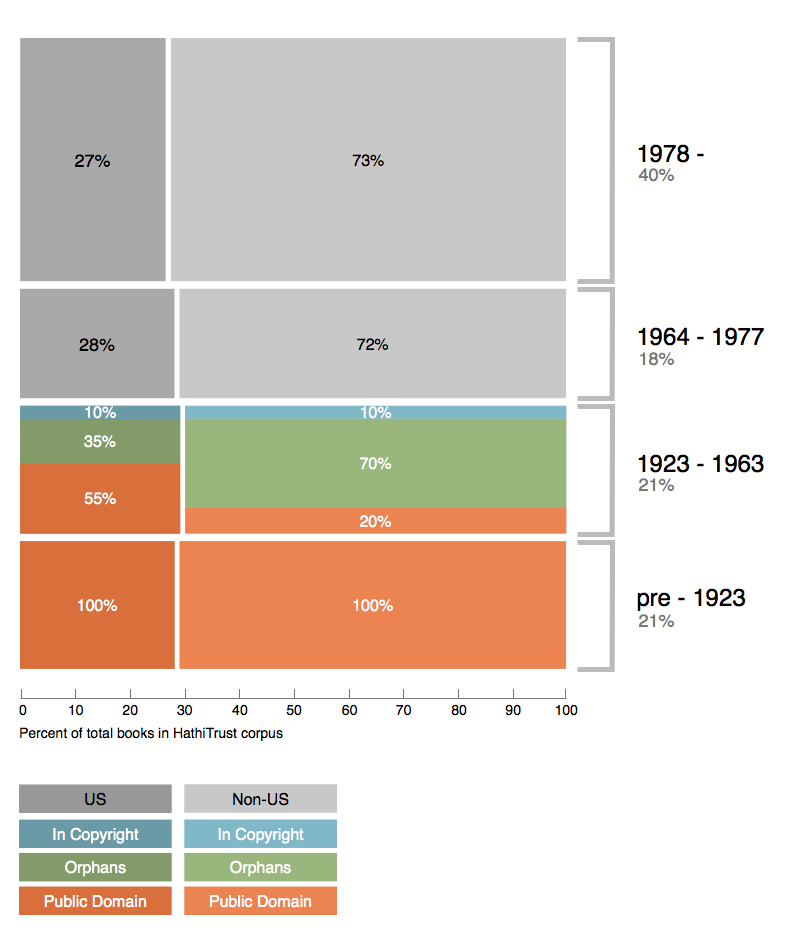 27%
73%
1978 -
40%
28%
72%
1964 - 1977
18%
10%
10%
35%
70%
55%
20%
1923 - 1963
21%
100%
100%
pre - 1923
21%
0 10 20 30 40 50 60 70 80 90 100
Percent of total books in HathiTrust corpus
US
Non-US
In Copyright
In Copyright
Orphans
Orphans
Public Domain
Public Domain